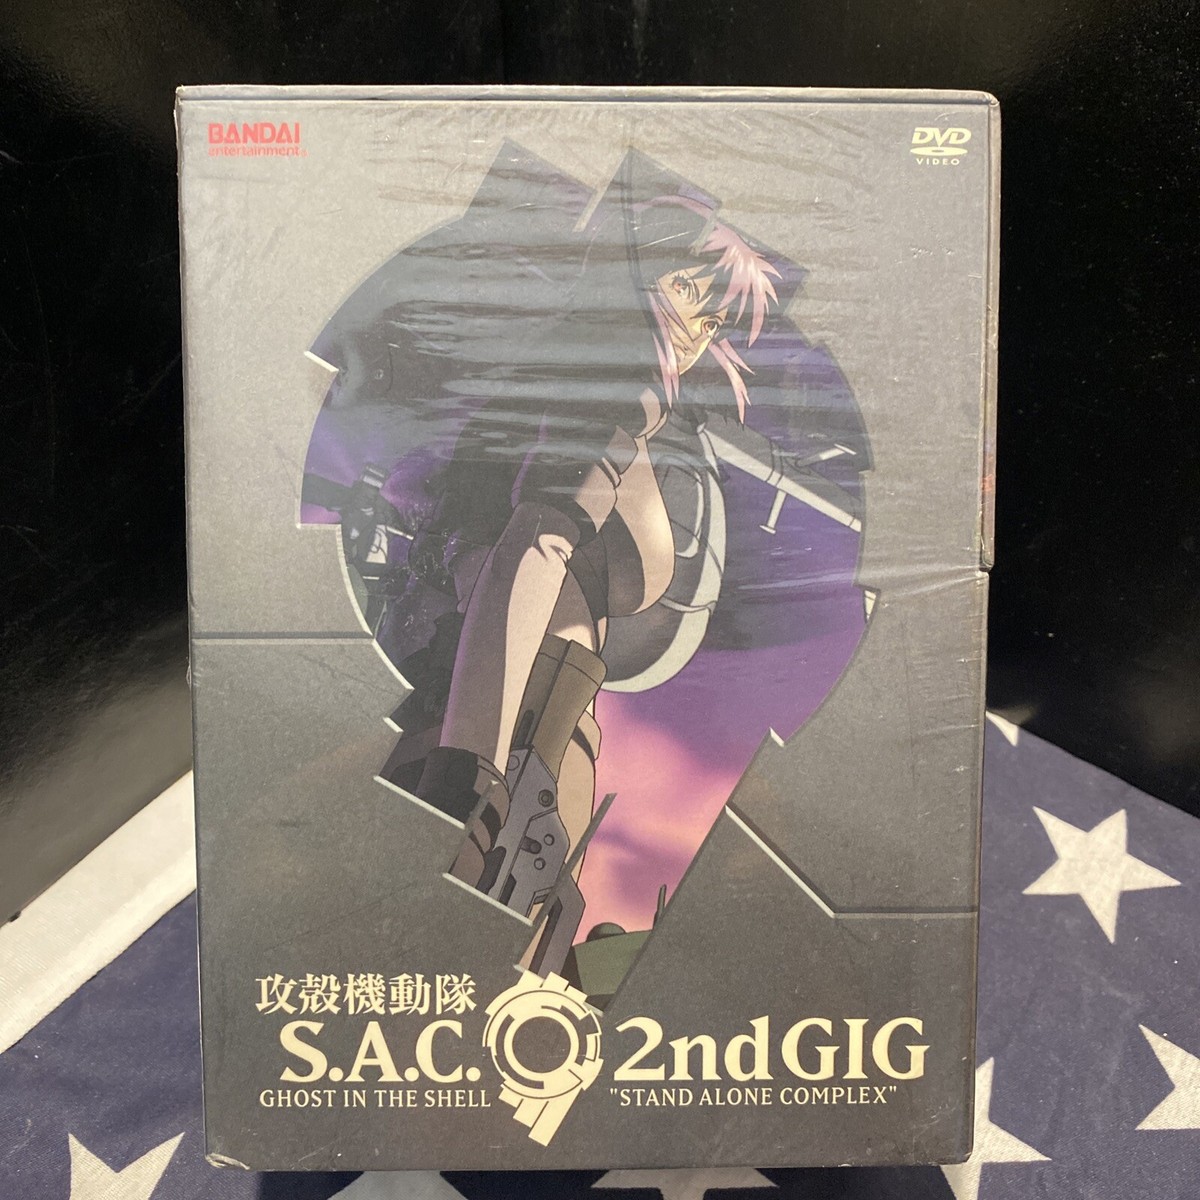 BANDAI
entertainment
DVD
VIDEO
攻殻機動隊
S.A.C. 2nd GIG
GHOST IN THE SHELL "STAND ALONE COMPLEX"